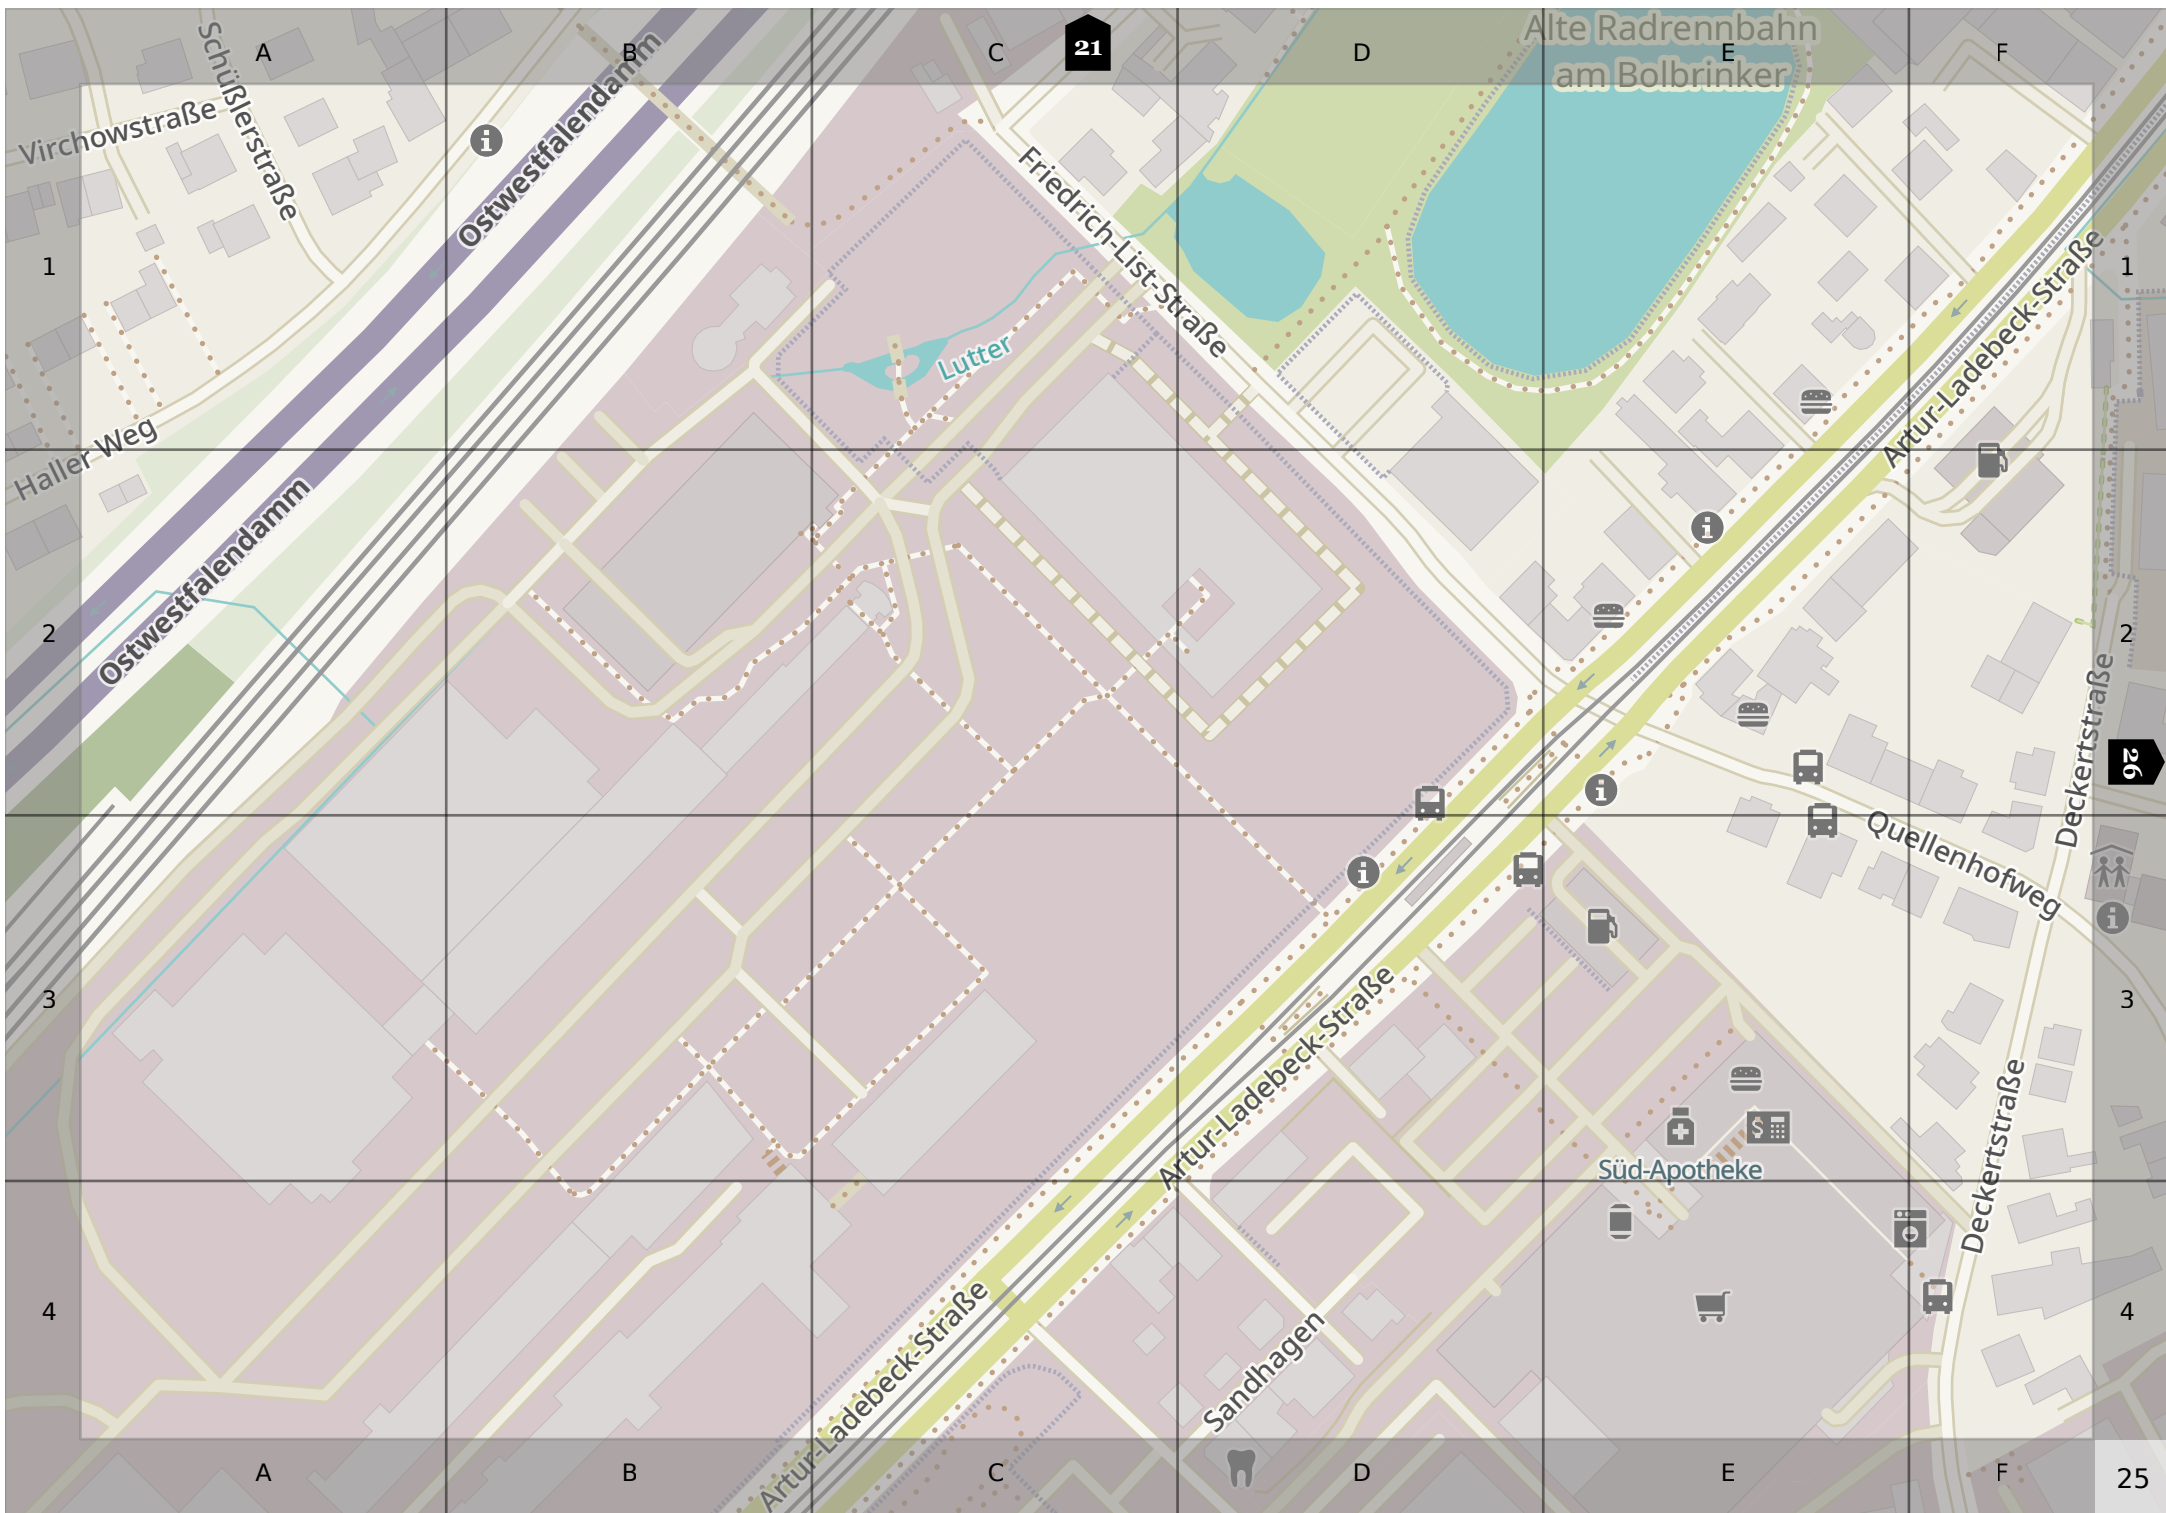 A
B
C
21
D
E
F
Alte Radrennbahn
am Bolbrinker
Schüßlerstraße
Virchowstraße
Ostwestfalendamm
Friedrich-List-Straße
1
1
Artur-Ladebeck-Straße
Lutter
Haller Weg
Ostwestfalendamm
2
2
Deckertstraße
26
Quellenhofweg
3
3
Artur-Ladebeck-Straße
$
Süd-Apotheke
Deckertstraße
4
4
Artur-Ladebeck-Straße
Sandhagen
A
B
C
D
E
F
25